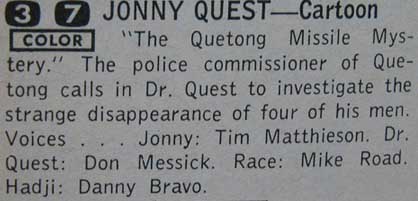 3 7 JONNY QUEST—Cartoon
COLOR "The Quetong Missile Mys-
tery." The police commissioner of Que-
tong calls in Dr. Quest to investigate the
strange disappearance of four of his men.
Voices . . . Jonny: Tim Matthieson. Dr.
Quest: Don Messick. Race: Mike Road.
Hadji: Danny Bravo.